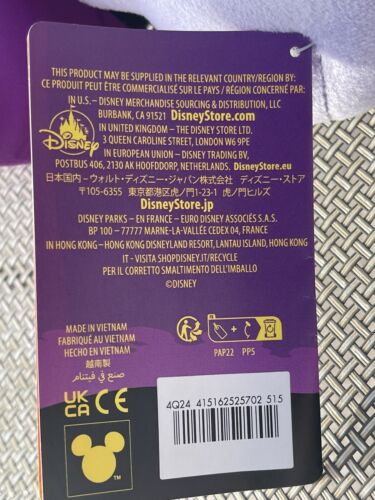 THIS PRODUCT MAY BE SUPPLIED IN THE RELEVANT COUNTRY/REGION BY:
CE PRODUIT PEUT ÊTRE COMMERCIALISÉ SUR LE PAYS / RÉGION CONCERNÉ PAR:
IN U.S. – DISNEY MERCHANDISE SOURCING & DISTRIBUTION, LLC
BURBANK, CA 91521 DisneyStore.com
IN UNITED KINGDOM – THE DISNEY STORE LTD.
3 QUEEN CAROLINE STREET, LONDON W6 9PE
Disney
IN EUROPEAN UNION – DISNEY TRADING BV,
POSTBUS 406, 2130 AK HOOFDDORP, NETHERLANDS. DisneyStore.eu
日本国内 – ウォルト・ディズニー・ジャパン株式会社 ディズニー・ストア
〒105-6355 東京都港区虎ノ門1-23-1 虎ノ門ヒルズ
DisneyStore.jp
DISNEY PARKS – EN FRANCE – EURO DISNEY ASSOCIÉS S.A.S.
BP 100 – 77777 MARNE-LA-VALLÉE CEDEX 04, FRANCE
IN HONG KONG – HONG KONG DISNEYLAND RESORT, LANTAU ISLAND, HONG KONG
IT - VISITA SHOPDISNEY.IT/RECYCLE
PER IL CORRETTO SMALTIMENTO DELL'IMBALLO
©DISNEY
MADE IN VIETNAM
FABRIQUÉ AU VIETNAM
HECHO EN VIETNAM
越南製
صنع في فيتنام
PAP22 PP5
UK
CA CE
4Q24 415162525702 515
™